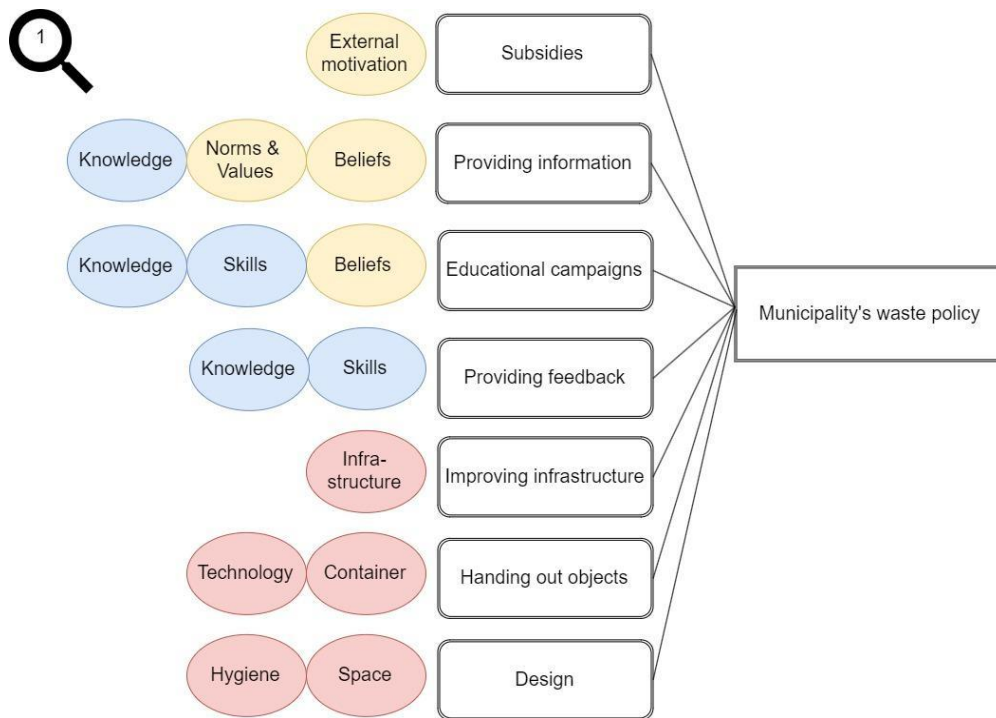 1
External
motivation
Subsidies
Knowledge
Norms &
Values
Beliefs
Providing information
Knowledge
Skills
Beliefs
Educational campaigns
Municipality's waste policy
Knowledge
Skills
Providing feedback
Infra-
structure
Improving infrastructure
Technology
Container
Handing out objects
Hygiene
Space
Design